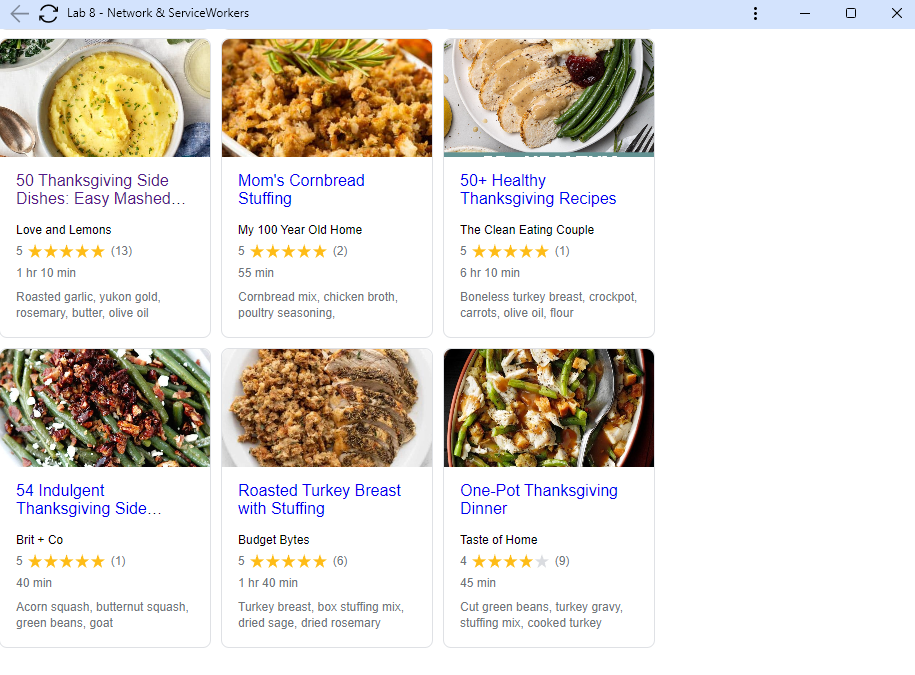 Lab 8 - Network & ServiceWorkers
50 Thanksgiving Side
Dishes: Easy Mashed…
Love and Lemons
5 ★★★★★ (13)
1 hr 10 min
Roasted garlic, yukon gold,
rosemary, butter, olive oil
Mom's Cornbread
Stuffing
My 100 Year Old Home
5 ★★★★★ (2)
55 min
Cornbread mix, chicken broth,
poultry seasoning,
50+ Healthy
Thanksgiving Recipes
The Clean Eating Couple
5 ★★★★★ (1)
6 hr 10 min
Boneless turkey breast, crockpot,
carrots, olive oil, flour
54 Indulgent
Thanksgiving Side…
Brit + Co
5 ★★★★★ (1)
40 min
Acorn squash, butternut squash,
green beans, goat
Roasted Turkey Breast
with Stuffing
Budget Bytes
5 ★★★★★ (6)
1 hr 40 min
Turkey breast, box stuffing mix,
dried sage, dried rosemary
One-Pot Thanksgiving
Dinner
Taste of Home
4 ★★★★★ (9)
45 min
Cut green beans, turkey gravy,
stuffing mix, cooked turkey